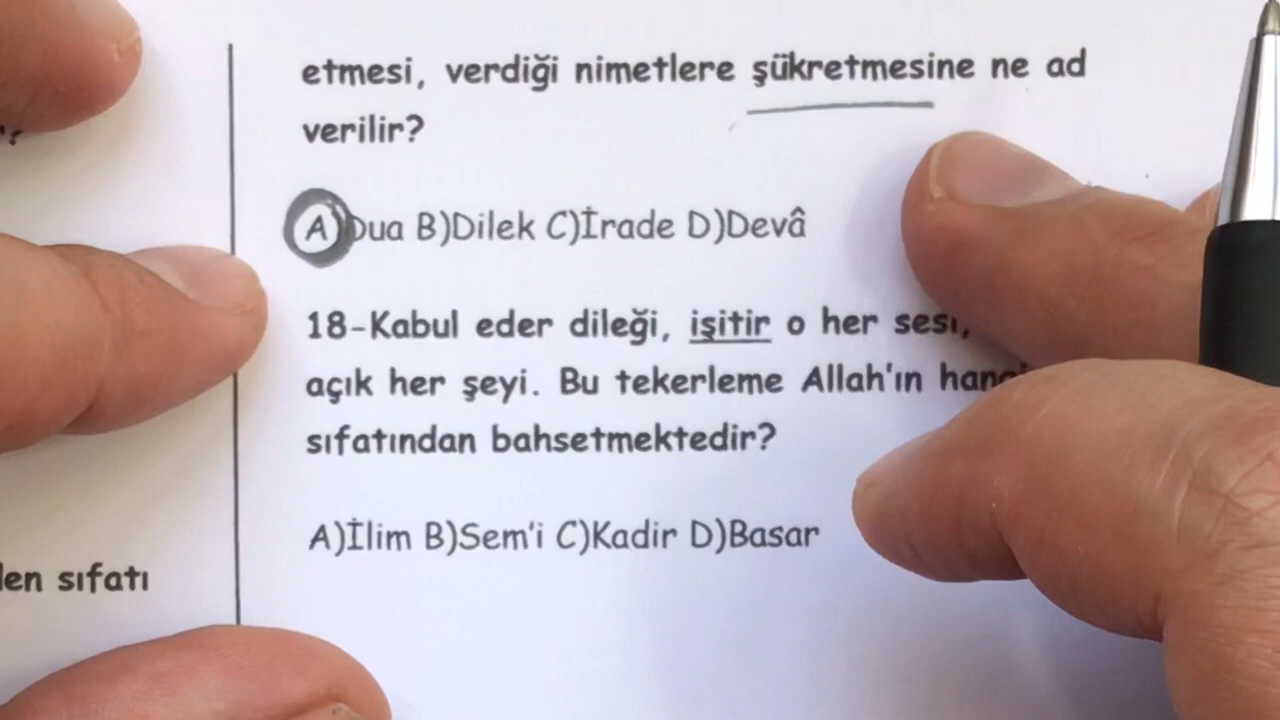 etmesi, verdiği nimetlere şükretmesine ne ad
verilir?
A)Dua B)Dilek C)İrade D)Devâ
18-Kabul eder dileği, işitir o her sesi,
açık her şeyi. Bu tekerleme Allah'ın
sıfatından bahsetmektedir?
A)İlim B)Sem'i C)Kadir D)Basar
sıfatı